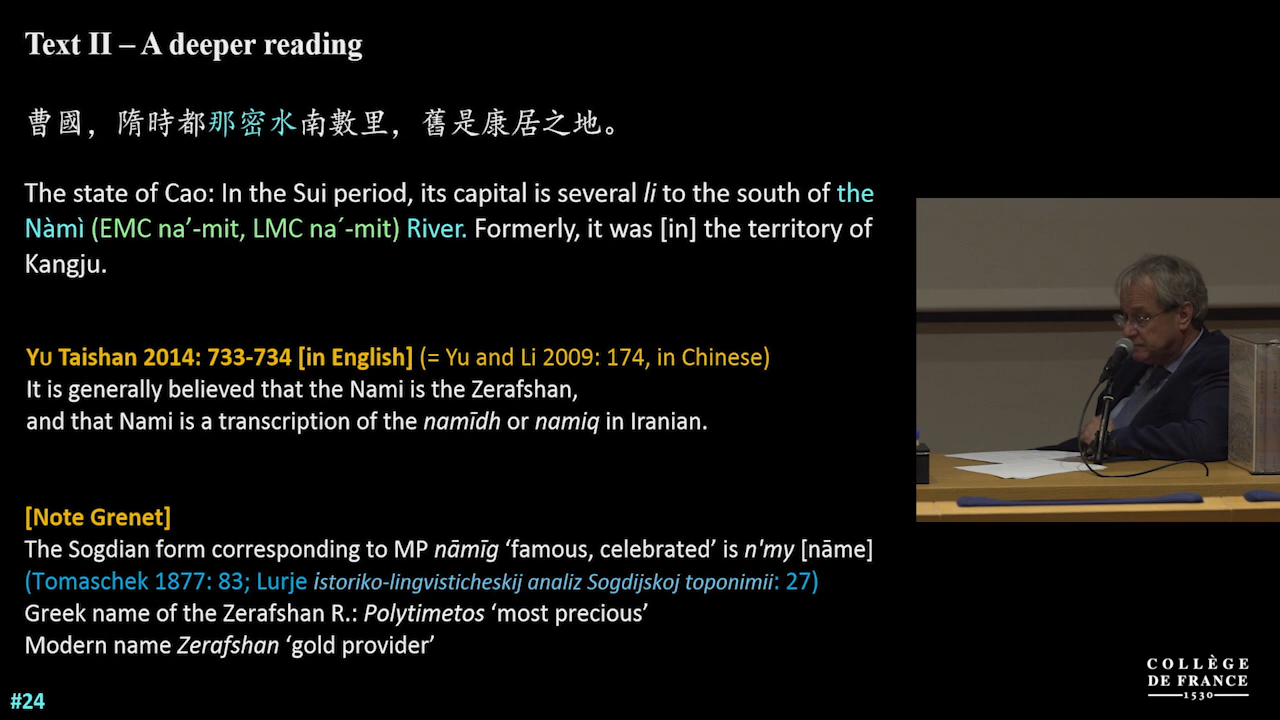 Text II – A deeper reading
曹國，隋時都那密水南數里，舊是康居之地。
The state of Cao: In the Sui period, its capital is several li to the south of the
Nàmì (EMC na’-mit, LMC na´-mit) River. Formerly, it was [in] the territory of
Kangju.
Yu Taishan 2014: 733-734 [in English] (= Yu and Li 2009: 174, in Chinese)
It is generally believed that the Nami is the Zerafshan,
and that Nami is a transcription of the namīdh or namiq in Iranian.
[Note Grenet]
The Sogdian form corresponding to MP nāmīg ‘famous, celebrated’ is n'my [nāme]
(Tomaschek 1877: 83; Lurje istoriko-lingvisticheskij analiz Sogdijskoj toponimii: 27)
Greek name of the Zerafshan R.: Polytimetos ‘most precious’
Modern name Zerafshan ‘gold provider’
#24
COLLÈGE
DE FRANCE
1530